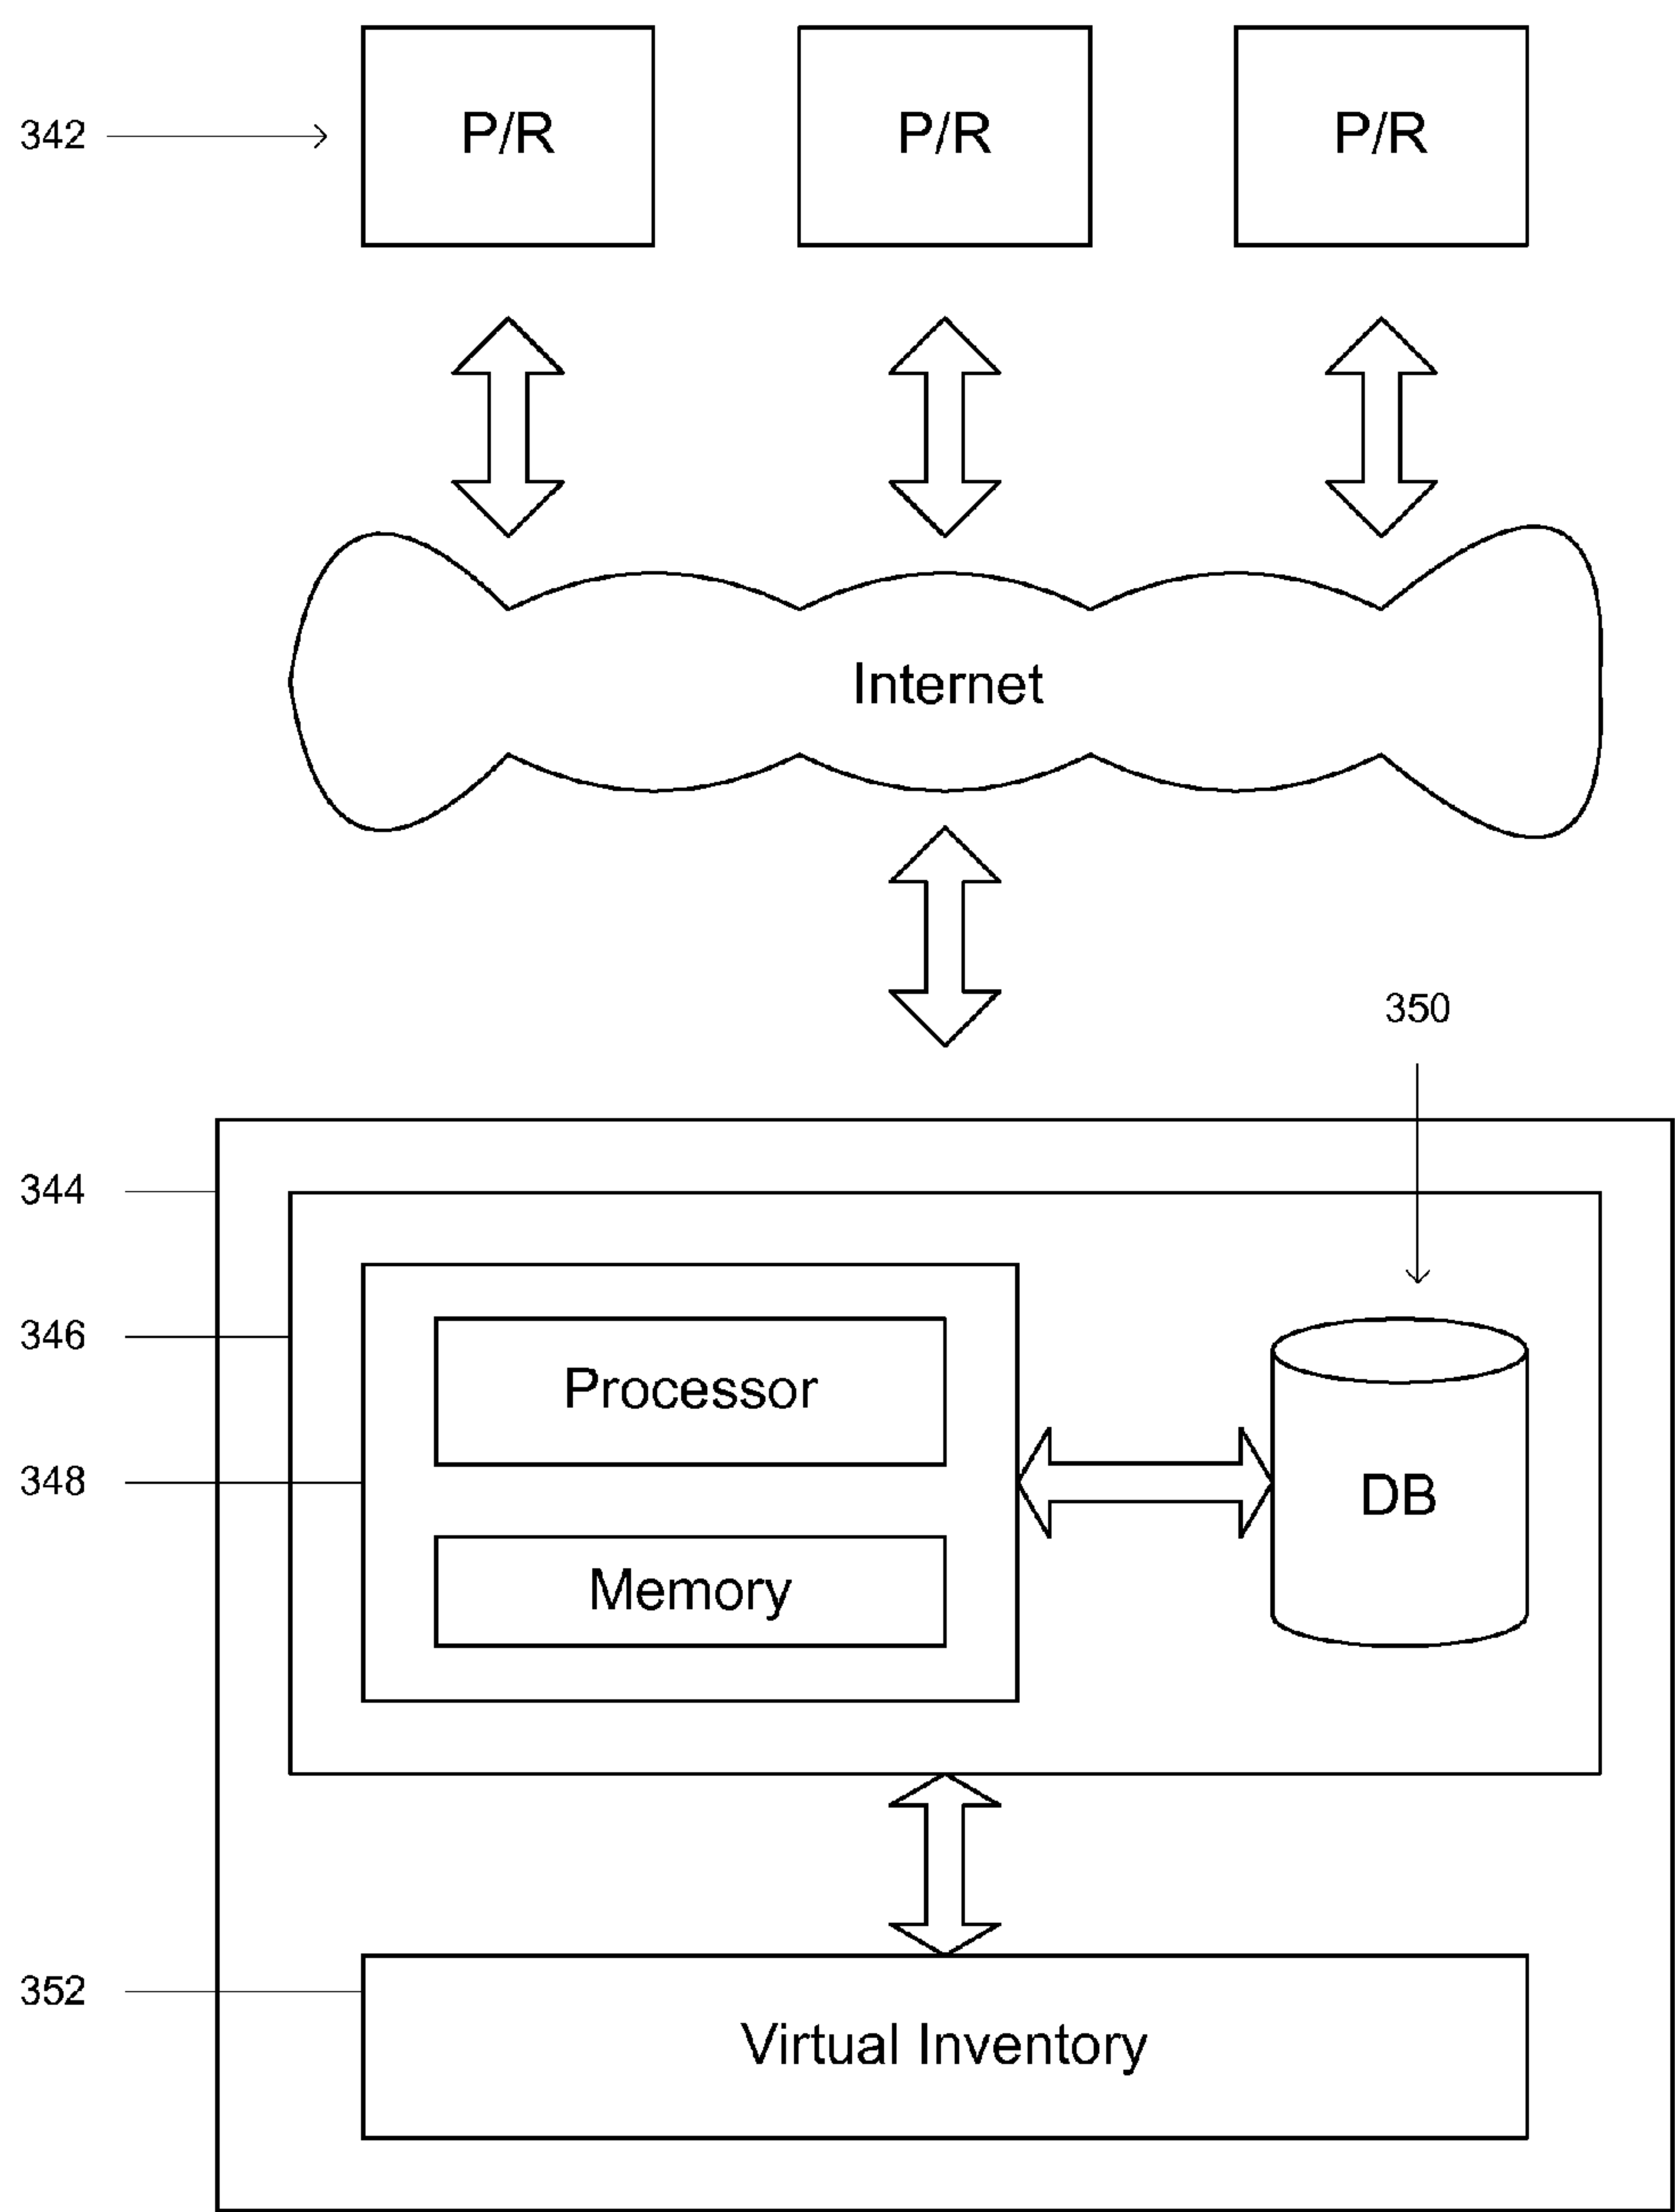 342
P/R
P/R
P/R
Internet
350
344
346
Processor
348
DB
Memory
352
Virtual Inventory